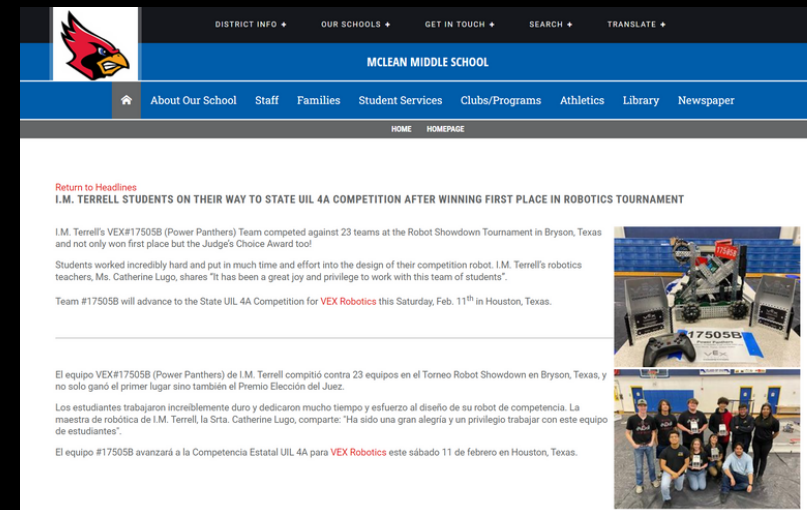 DISTRICT INFO + OUR SCHOOLS + GET IN TOUCH + SEARCH + TRANSLATE +
MCLEAN MIDDLE SCHOOL
About Our School Staff Families Student Services Clubs/Programs Athletics Library Newspaper
HOME HOMEPAGE
Return to Headlines
I.M. TERRELL STUDENTS ON THEIR WAY TO STATE UIL 4A COMPETITION AFTER WINNING FIRST PLACE IN ROBOTICS TOURNAMENT
I.M. Terrell's VEX#17505B (Power Panthers) Team competed against 23 teams at the Robot Showdown Tournament in Bryson, Texas
and not only won first place but the Judge's Choice Award too!
Students worked incredibly hard and put in much time and effort into the design of their competition robot. I.M. Terrell's robotics
teachers, Ms. Catherine Lugo, shares "It has been a great joy and privilege to work with this team of students".
Team #17505B will advance to the State UIL 4A Competition for VEX Robotics this Saturday, Feb. 11th in Houston, Texas.
El equipo VEX#17505B (Power Panthers) de I.M. Terrell compitió contra 23 equipos en el Torneo Robot Showdown en Bryson, Texas, y
no solo ganó el primer lugar sino también el Premio Elección del Juez.
Los estudiantes trabajaron increíblemente duro y dedicaron mucho tiempo y esfuerzo al diseño de su robot de competencia. La
maestra de robótica de I.M. Terrell, la Srta. Catherine Lugo, comparte: "Ha sido una gran alegría y un privilegio trabajar con este equipo
de estudiantes".
El equipo #17505B avanzará a la Competencia Estatal UIL 4A para VEX Robotics este sábado 11 de febrero en Houston, Texas.
17505B
17505B
Power Panthers
VEX